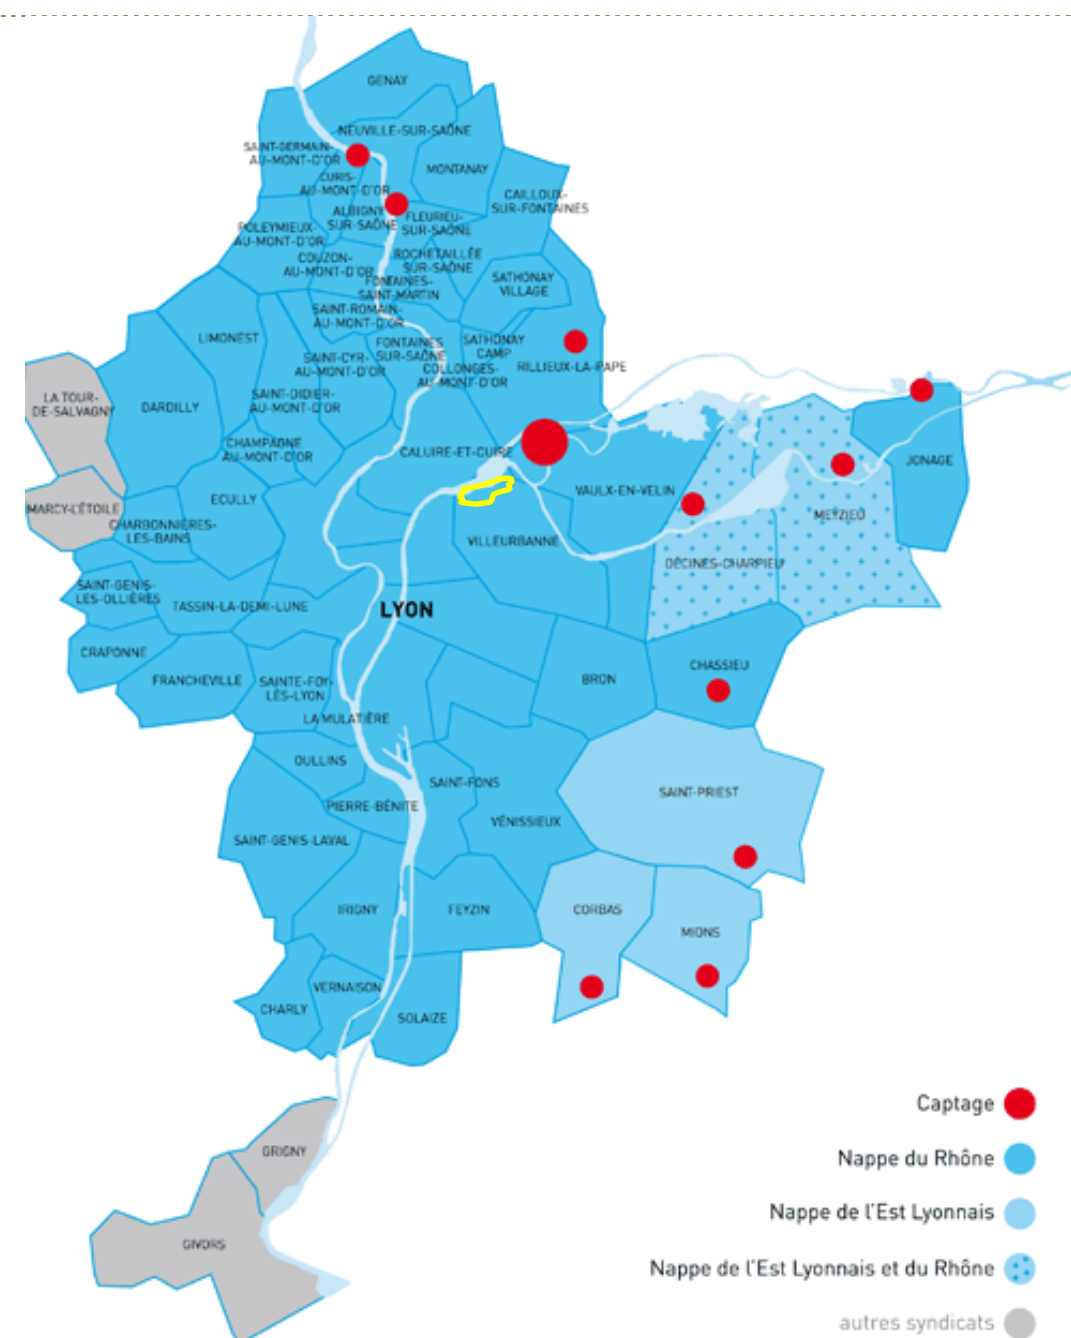 GENAY
NEUVILLE-SUR-SAÔNE
SAINT-GERMAIN-
AU-MONT-D'OR
MONTANAY
CURIS-
AU-MONT-D'OR
CAILLOUX-
SUR-FONTAINES
ALBIGNY
SUR-SAÔNE
FLEURIEU-
SUR-SAÔNE
POLEYMIEUX-
AU-MONT-D'OR
COUZON-
AU-MONT-D'OR
ROCHETAILLÉE
SUR-SAÔNE
FONTAINES-
SAINT-MARTIN
SATHONAY
VILLAGE
SAINT-ROMAIN-
AU-MONT-D'OR
LIMONEST
FONTAINES
SUR-SAÔNE
SATHONAY
CAMP
SAINT-CYR-
AU-MONT-D'OR
COLLONGES-
AU-MONT-D'OR
RILLIEUX-LA-PAPE
LA TOUR-
DE-SALVAGNY
DARDILLY
SAINT-DIDIER-
AU-MONT-D'OR
CHAMPAGNE
AU-MONT-D'OR
CALUIRE-ET-CUIRE
JONAGE
ECULLY
VAULX-EN-VELIN
MARCY-L'ÉTOILE
CHARBONNIÈRES-
LES-BAINS
MEYZIEU
VILLEURBANNE
DÉCINES-CHARPIEU
SAINT-GENIS-
LES-OLLIÈRES
TASSIN-LA-DEMI-LUNE
LYON
CRAPONNE
FRANCHEVILLE
SAINTE-FOY-
LÈS-LYON
BRON
CHASSIEU
LA MULATIÈRE
OULLINS
SAINT-FONS
SAINT-PRIEST
PIERRE-BÉNITE
VÉNISSIEUX
SAINT-GENIS-LAVAL
IRIGNY
FEYZIN
CORBAS
MIONS
VERNAISON
CHARLY
SOLAIZE
GRIGNY
GIVORS
Captage
Nappe du Rhône
Nappe de l'Est Lyonnais
Nappe de l'Est Lyonnais et du Rhône
autres syndicats